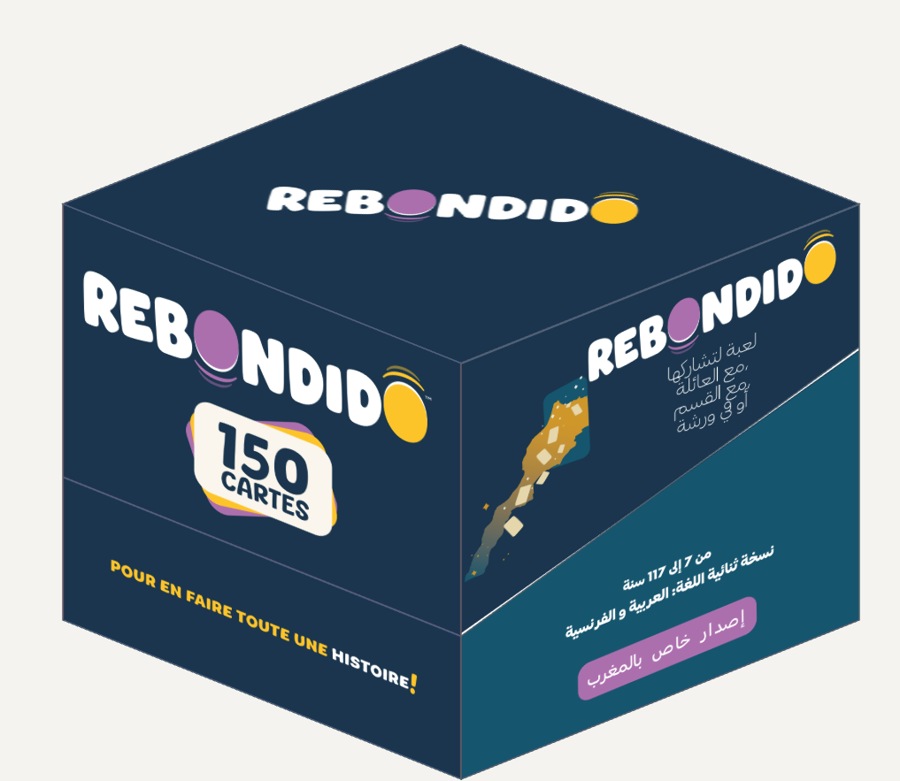 REBONDIDO
REBONDIDO™
150
CARTES
POUR EN FAIRE TOUTE UNE HISTOIRE!
REBONDIDO
لعبة لتشاركها
مع العائلة،
مع القسم،
أو في ورشة
من 7 إلى 117 سنة
نسخة ثنائية اللغة: العربية و الفرنسية
إصدار خاص بالمغرب